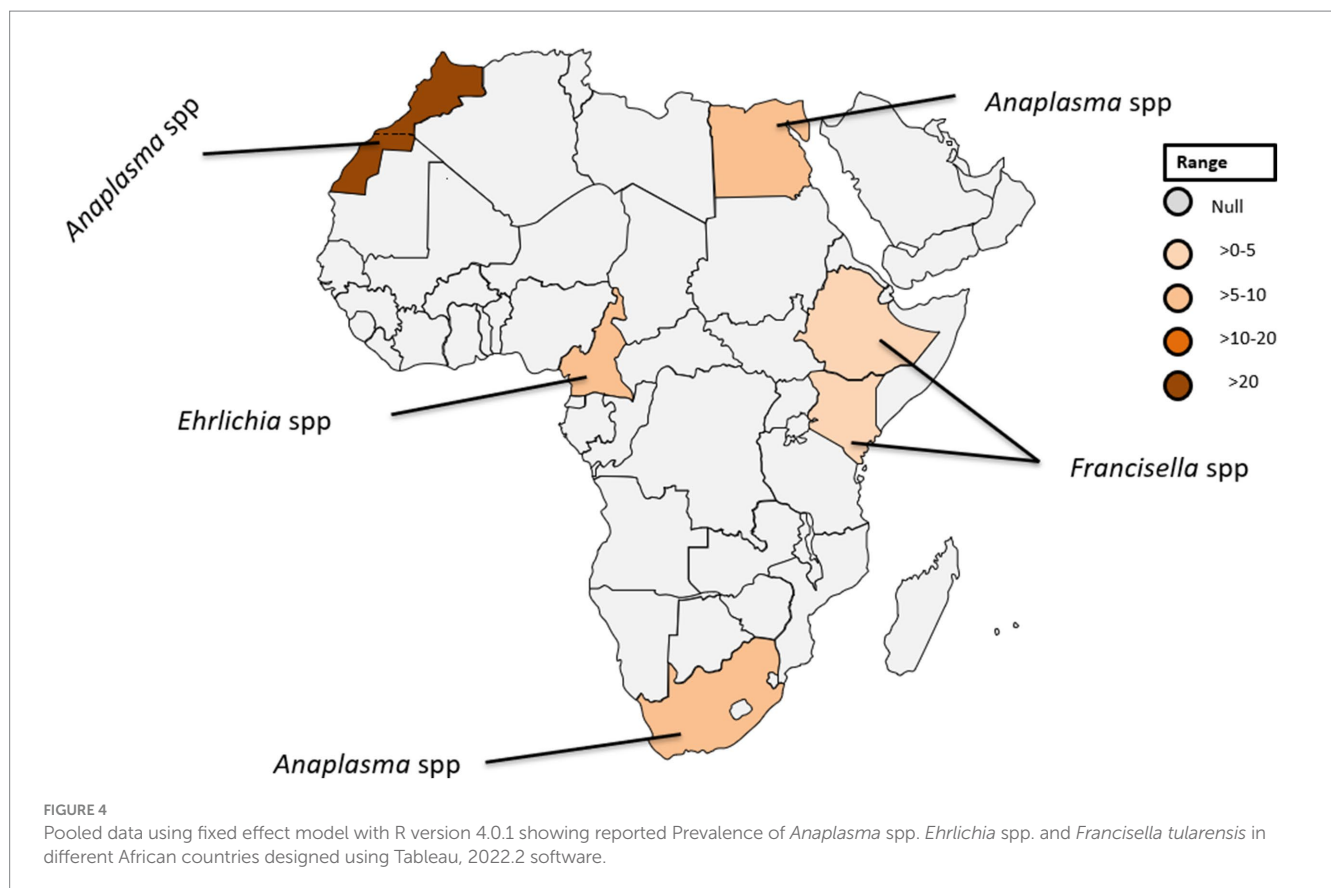 Anaplasma spp
Anaplasma spp
Range
Null
>0-5
>5-10
>10-20
>20
Ehrlichia spp
Francisella spp
Anaplasma spp
FIGURE 4
Pooled data using fixed effect model with R version 4.0.1 showing reported Prevalence of Anaplasma spp. Ehrlichia spp. and Francisella tularensis in
different African countries designed using Tableau, 2022.2 software.